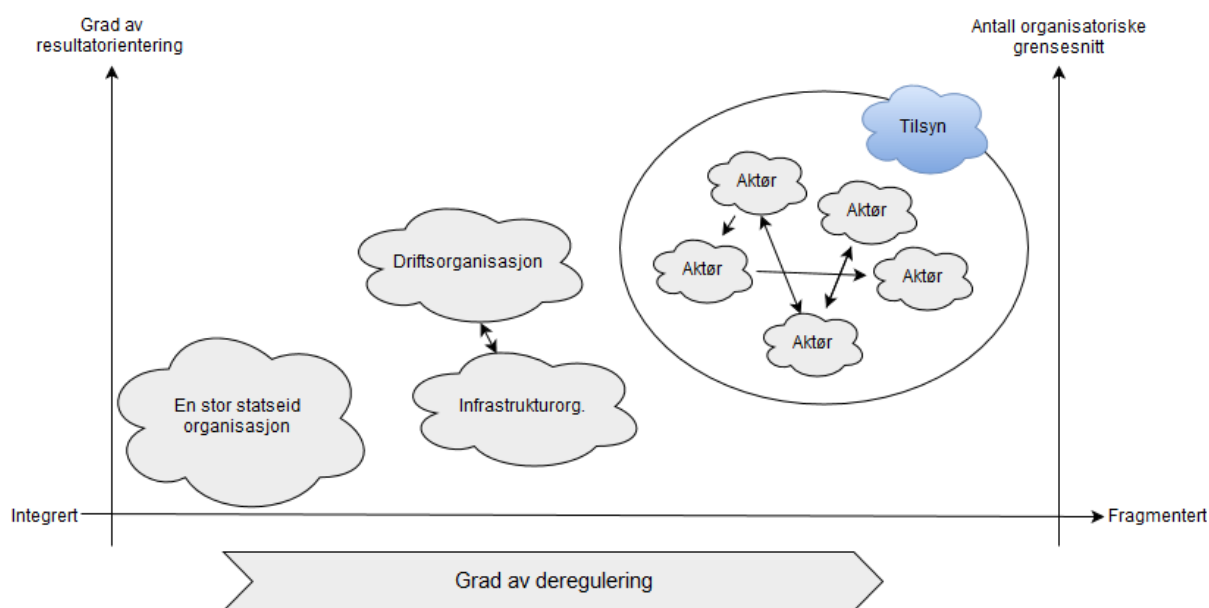 Grad av
resultatorientering
Antall organisatoriske
grensesnitt
Tilsyn
Aktør
Aktør
Aktør
Aktør
Aktør
Driftsorganisasjon
Infrastrukturorg.
En stor statseid
organisasjon
Integrert
Fragmentert
Grad av deregulering